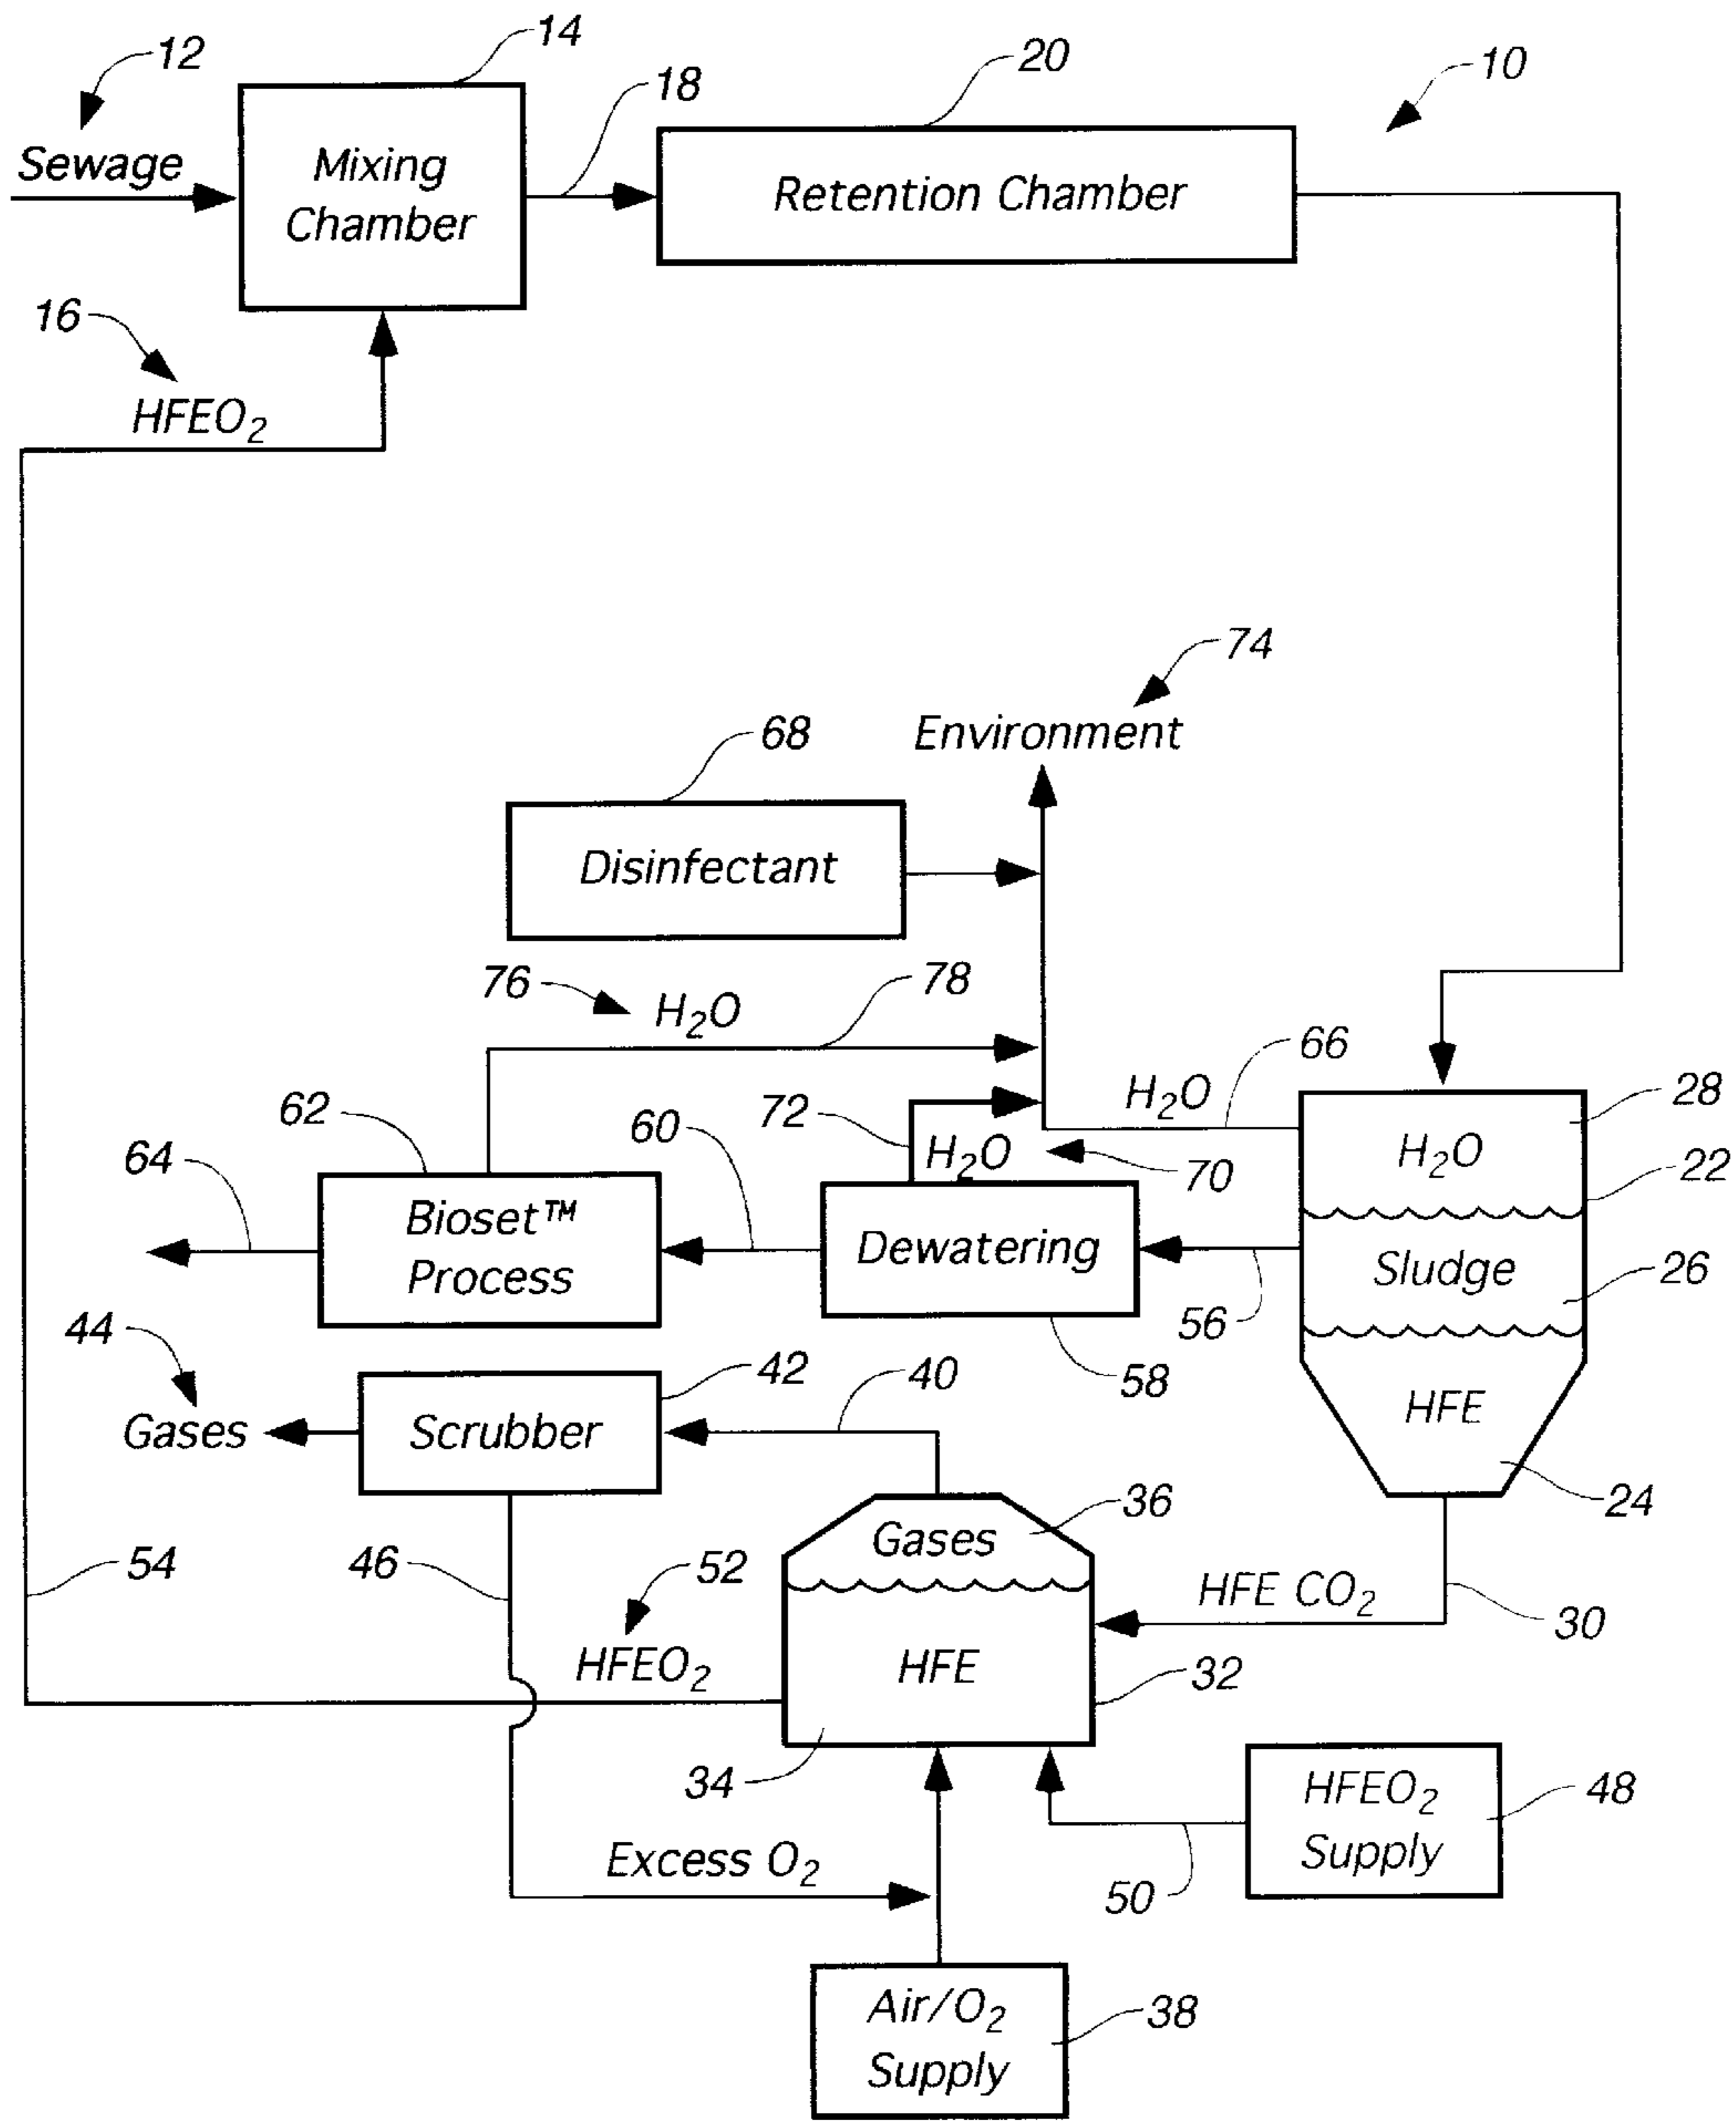 12
14
18
20
10
Sewage
Mixing
Chamber
Retention Chamber
16
HFEO₂
74
Environment
68
Disinfectant
76
H₂O
78
66
H₂O
28
H₂O
22
62
72
60
H₂O
70
64
Bioset™
Process
Dewatering
Sludge
26
56
58
44
42
40
Gases
Scrubber
HFE
24
36
Gases
54
46
52
HFE CO₂
30
HFEO₂
HFE
32
34
HFEO₂
Supply
48
Excess O₂
50
Air/O₂
Supply
38